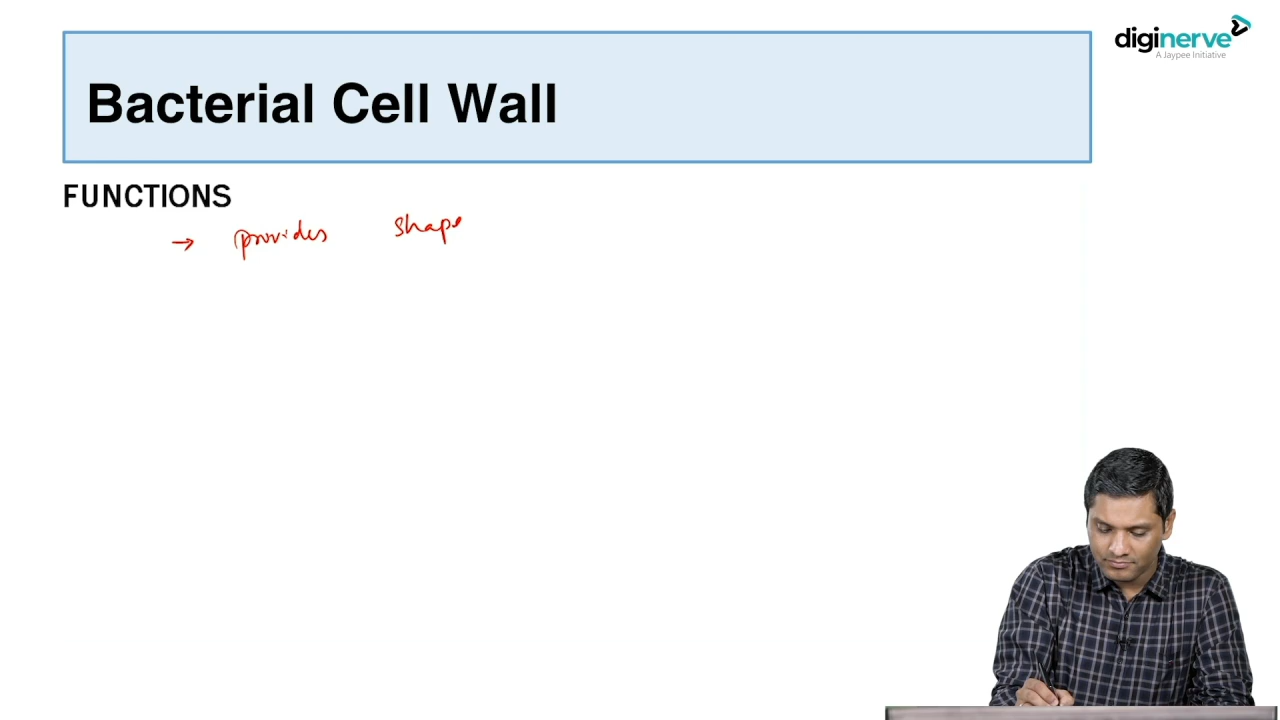 diginerve
A Jaypee Initiative
Bacterial Cell Wall
FUNCTIONS
→ provides shape